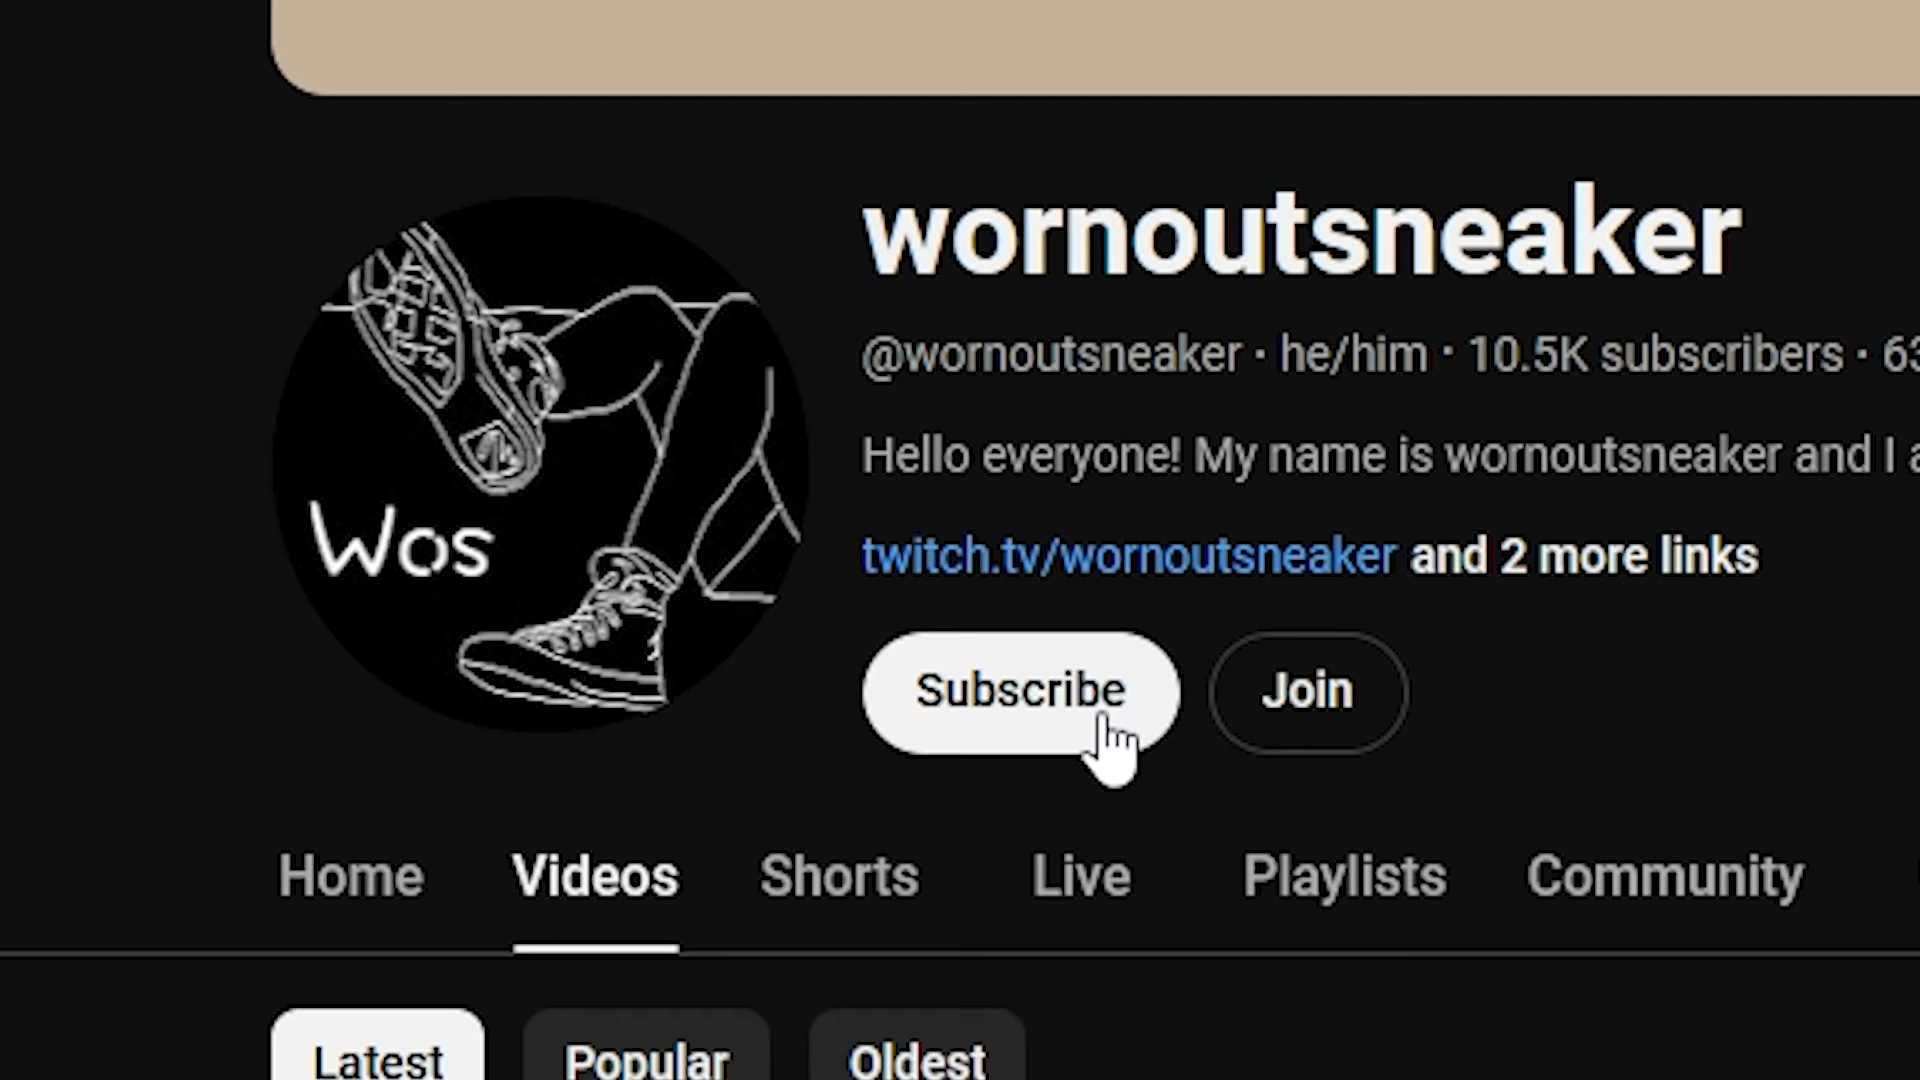 wornoutsneaker
@wornoutsneaker · he/him · 10.5K subscribers · 63
Hello everyone! My name is wornoutsneaker and I
twitch.tv/wornoutsneaker and 2 more links
Wos
Subscribe Join
Home Videos Shorts Live Playlists Community
Latest Popular Oldest